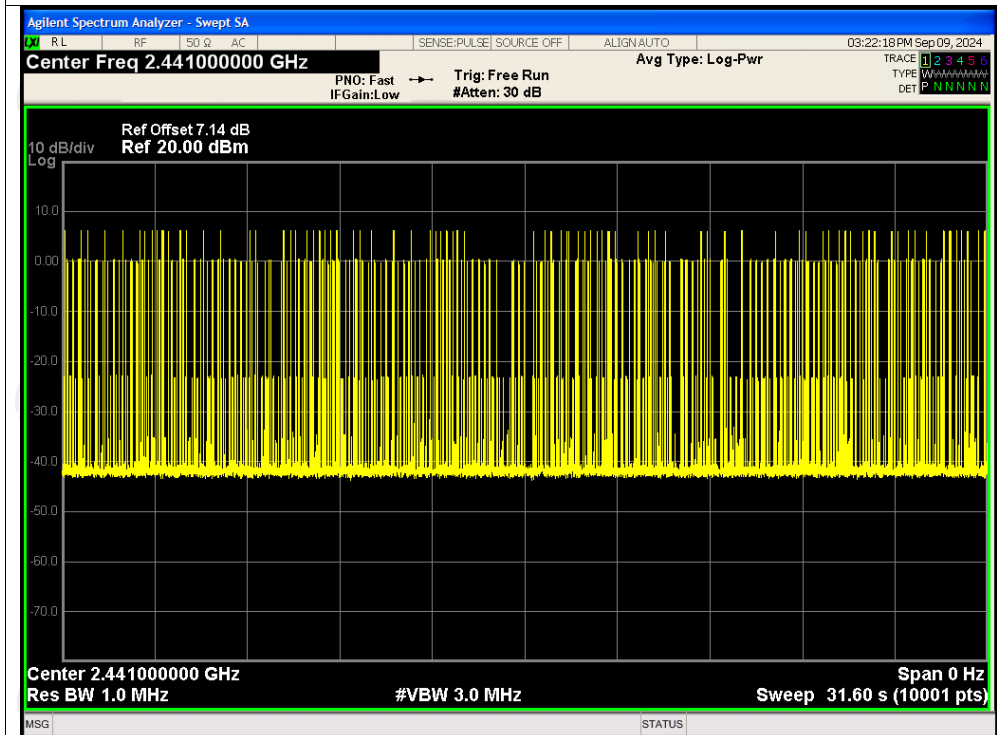 Agilent Spectrum Analyzer - Swept SA
LXI RL RF 50 Ω AC SENSE:PULSE SOURCE OFF ALIGN AUTO 03:22:18 PM Sep 09, 2024
Center Freq 2.441000000 GHz Avg Type: Log-Pwr TRACE 1 2 3 4 5 6
PNO: Fast Trig: Free Run TYPE W
IFGain:Low #Atten: 30 dB DET P N N N N N
Ref Offset 7.14 dB
10 dB/div Ref 20.00 dBm
Log
10.0
0.00
-10.0
-20.0
-30.0
-40.0
-50.0
-60.0
-70.0
Center 2.441000000 GHz Span 0 Hz
Res BW 1.0 MHz #VBW 3.0 MHz Sweep 31.60 s (10001 pts)
MSG STATUS